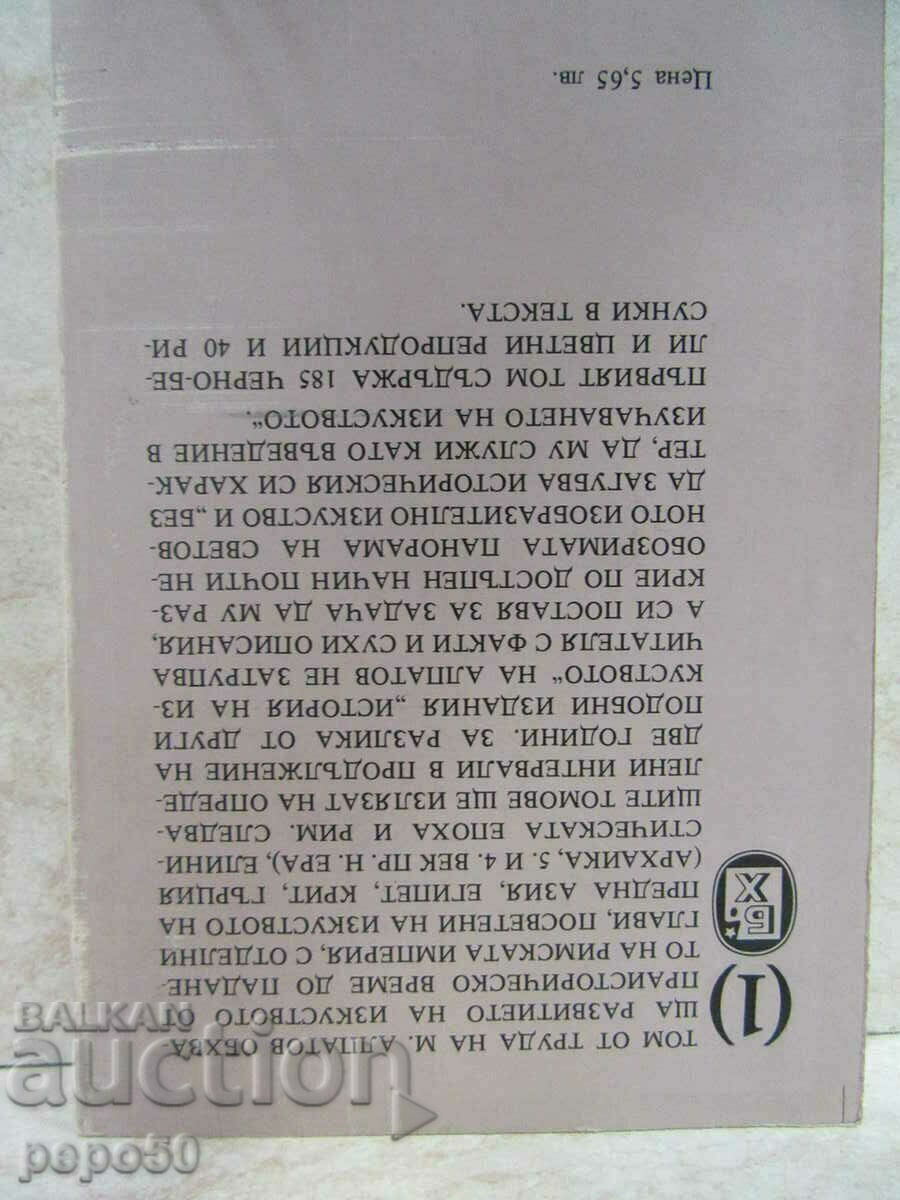 (1)
ТОМ ОТ ТРУДА НА М. АЛПАТОВ ОБХВА-
ЩА РАЗВИТИЕТО НА ИЗКУСТВОТО ОТ
ПРАИСТОРИЧЕСКО ВРЕМЕ ДО ПАДАНЕ-
ТО НА РИМСКАТА ИМПЕРИЯ, С ОТДЕЛНИ
ГЛАВИ, ПОСВЕТЕНИ НА ИЗКУСТВОТО НА
ПРЕДНА АЗИЯ, ЕГИПЕТ, КРИТ, ГЪРЦИЯ
(АРХАИКА, 5. И 4. ВЕК ПР. Н. ЕРА), ЕЛИНИ-
СТИЧЕСКАТА ЕПОХА И РИМ. СЛЕДВА-
ЩИТЕ ТОМОВЕ ЩЕ ИЗЛЯЗАТ НА ОПРЕДЕ-
ЛЕНИ ИНТЕРВАЛИ В ПРОДЪЛЖЕНИЕ НА
ДВЕ ГОДИНИ. ЗА РАЗЛИКА ОТ ДРУГИ
ПОДОБНИ ИЗДАНИЯ „ИСТОРИЯ НА ИЗ-
КУСТВОТО“ НА АЛПАТОВ НЕ ЗАТРУПВА
ЧИТАТЕЛЯ С ФАКТИ И СУХИ ОПИСАНИЯ,
А СИ ПОСТАВЯ ЗА ЗАДАЧА ДА МУ РАЗ-
КРИЕ ПО ДОСТЪПЕН НАЧИН ПОЧТИ НЕ-
ОБОЗРИМАТА ПАНОРАМА НА СВЕТОВ-
НОТО ИЗОБРАЗИТЕЛНО ИЗКУСТВО И „БЕЗ
ДА ЗАГУБВА ИСТОРИЧЕСКИЯ СИ ХАРАК-
ТЕР, ДА МУ СЛУЖИ КАТО ВЪВЕДЕНИЕ В
ИЗУЧАВАНЕТО НА ИЗКУСТВОТО“.
ПЪРВИЯТ ТОМ СЪДЪРЖА 185 ЧЕРНО-БЕ-
ЛИ И ЦВЕТНИ РЕПРОДУКЦИИ И 40 РИ-
СУНКИ В ТЕКСТА.
Цена 5,65 лв.
БХ
BALKAN
auction
pepo50